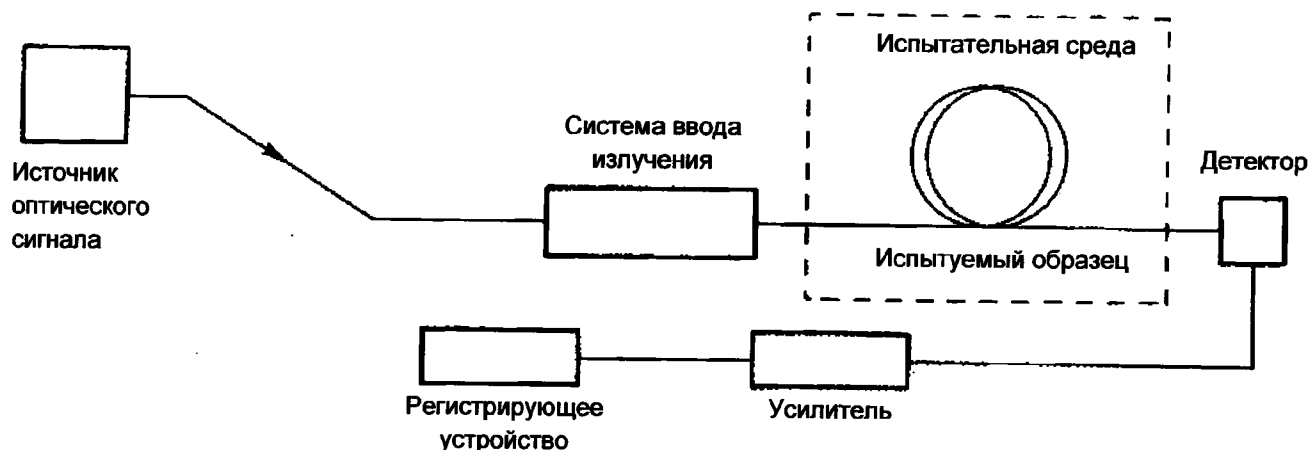 Испытательная среда
Система ввода
излучения
Детектор
Источник
оптического
сигнала
Испытуемый образец
Регистрирующее
устройство
Усилитель